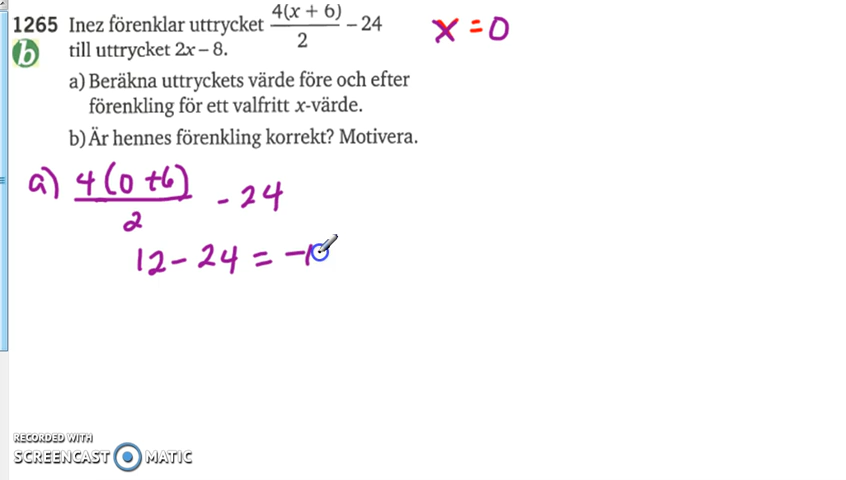 1265 Inez förenklar uttrycket 4(x + 6)/2 – 24
till uttrycket 2x – 8.
b
x = 0
a) Beräkna uttryckets värde före och efter
förenkling för ett valfritt x-värde.
b) Är hennes förenkling korrekt? Motivera.
a) 4(0+6)/2 - 24
12 - 24 = -1
RECORDED WITH
SCREENCAST MATIC